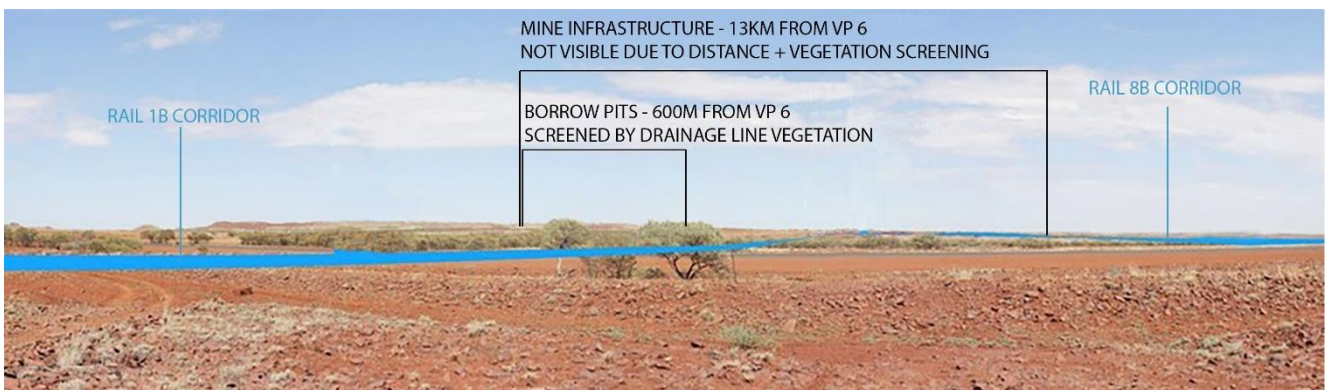 MINE INFRASTRUCTURE - 13KM FROM VP 6
NOT VISIBLE DUE TO DISTANCE + VEGETATION SCREENING
RAIL 8B CORRIDOR
RAIL 1B CORRIDOR
BORROW PITS - 600M FROM VP 6
SCREENED BY DRAINAGE LINE VEGETATION